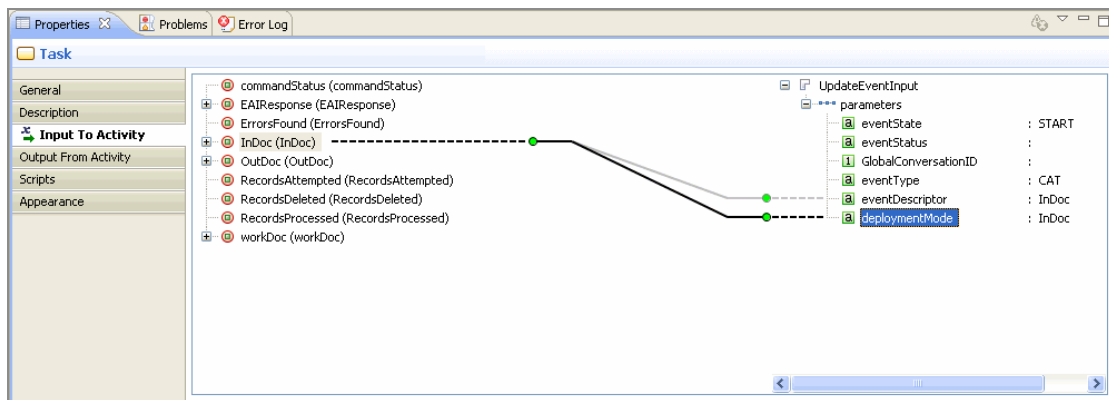 Properties Problems Error Log
Task
General
Description
Input To Activity
Output From Activity
Scripts
Appearance
commandStatus (commandStatus)
EAIResponse (EAIResponse)
ErrorsFound (ErrorsFound)
InDoc (InDoc)
OutDoc (OutDoc)
RecordsAttempted (RecordsAttempted)
RecordsDeleted (RecordsDeleted)
RecordsProcessed (RecordsProcessed)
workDoc (workDoc)
UpdateEventInput
parameters
a eventState : START
a eventStatus :
1 GlobalConversationID :
a eventType : CAT
a eventDescriptor : InDoc
a deploymentMode : InDoc